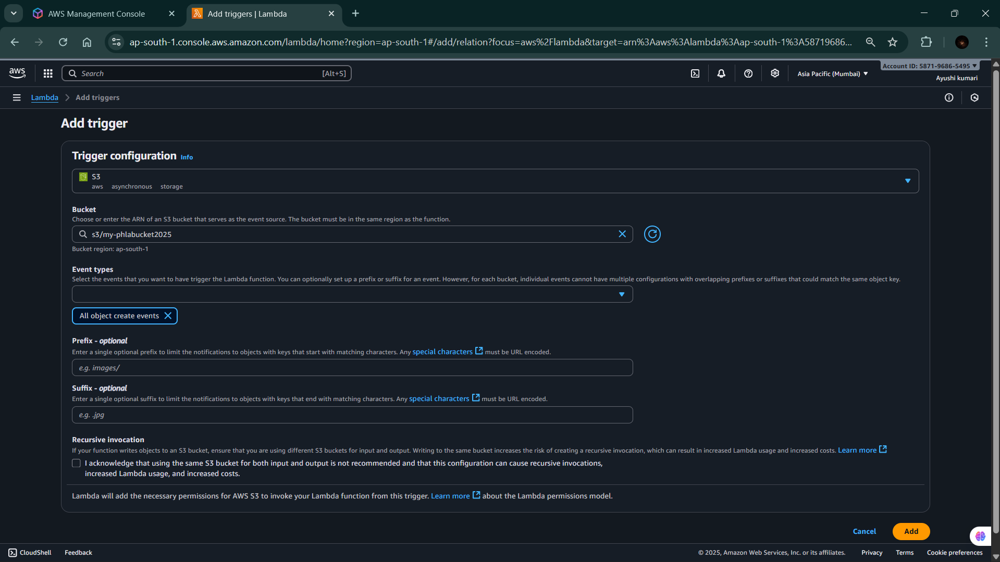 AWS Management Console
Add triggers | Lambda
ap-south-1.console.aws.amazon.com/lambda/home?region=ap-south-1#/add/relation?focus=aws%2Flambda&target=arn%3Aaws%3Alambda%3Aap-south-1%3A58719686...
aws
Search
[Alt+S]
Asia Pacific (Mumbai)
Account ID: 5871-9686-5495
Ayushi kumari
Lambda
Add triggers
Add trigger
Trigger configuration Info
S3
aws asynchronous storage
Bucket
Choose or enter the ARN of an S3 bucket that serves as the event source. The bucket must be in the same region as the function.
s3/my-phlabucket2025
Bucket region: ap-south-1
Event types
Select the events that you want to have trigger the Lambda function. You can optionally set up a prefix or suffix for an event. However, for each bucket, individual events cannot have multiple configurations with overlapping prefixes or suffixes that could match the same object key.
All object create events
Prefix - optional
Enter a single optional prefix to limit the notifications to objects with keys that start with matching characters. Any special characters must be URL encoded.
e.g. images/
Suffix - optional
Enter a single optional suffix to limit the notifications to objects with keys that end with matching characters. Any special characters must be URL encoded.
e.g. .jpg
Recursive invocation
If your function writes objects to an S3 bucket, ensure that you are using different S3 buckets for input and output. Writing to the same bucket increases the risk of creating a recursive invocation, which can result in increased Lambda usage and increased costs. Learn more
I acknowledge that using the same S3 bucket for both input and output is not recommended and that this configuration can cause recursive invocations,
increased Lambda usage, and increased costs.
Lambda will add the necessary permissions for AWS S3 to invoke your Lambda function from this trigger. Learn more about the Lambda permissions model.
Cancel
Add
CloudShell
Feedback
© 2025, Amazon Web Services, Inc. or its affiliates.
Privacy
Terms
Cookie preferences